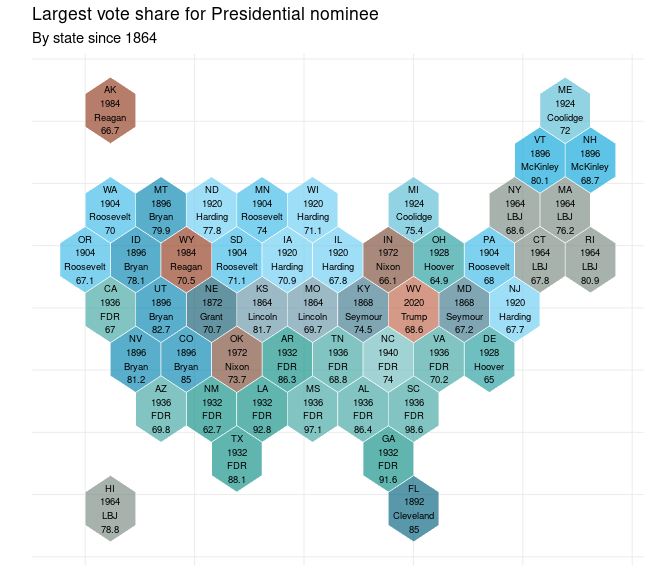 Largest vote share for Presidential nominee
By state since 1864
AK
1984
Reagan
66.7
ME
1924
Coolidge
72
VT
1896
McKinley
80.1
NH
1896
McKinley
68.7
WA
1904
Roosevelt
70
MT
1896
Bryan
79.9
ND
1920
Harding
77.8
MN
1904
Roosevelt
74
WI
1920
Harding
71.1
MI
1924
Coolidge
75.4
NY
1964
LBJ
68.6
MA
1964
LBJ
76.2
OR
1904
Roosevelt
67.1
ID
1896
Bryan
78.1
WY
1984
Reagan
70.5
SD
1904
Roosevelt
71.1
IA
1920
Harding
70.9
IL
1920
Harding
67.8
IN
1972
Nixon
66.1
OH
1928
Hoover
64.9
PA
1904
Roosevelt
68
CT
1964
LBJ
67.8
RI
1964
LBJ
80.9
CA
1936
FDR
67
UT
1896
Bryan
82.7
NE
1872
Grant
70.7
KS
1864
Lincoln
81.7
MO
1864
Lincoln
69.7
KY
1868
Seymour
74.5
WV
2020
Trump
68.6
MD
1868
Seymour
67.2
NJ
1920
Harding
67.7
NV
1896
Bryan
81.2
CO
1896
Bryan
85
OK
1972
Nixon
73.7
AR
1932
FDR
86.3
TN
1936
FDR
68.8
NC
1940
FDR
74
VA
1936
FDR
70.2
DE
1928
Hoover
65
AZ
1936
FDR
69.8
NM
1932
FDR
62.7
LA
1932
FDR
92.8
MS
1936
FDR
97.1
AL
1936
FDR
86.4
SC
1936
FDR
98.6
TX
1932
FDR
88.1
GA
1932
FDR
91.6
HI
1964
LBJ
78.8
FL
1892
Cleveland
85